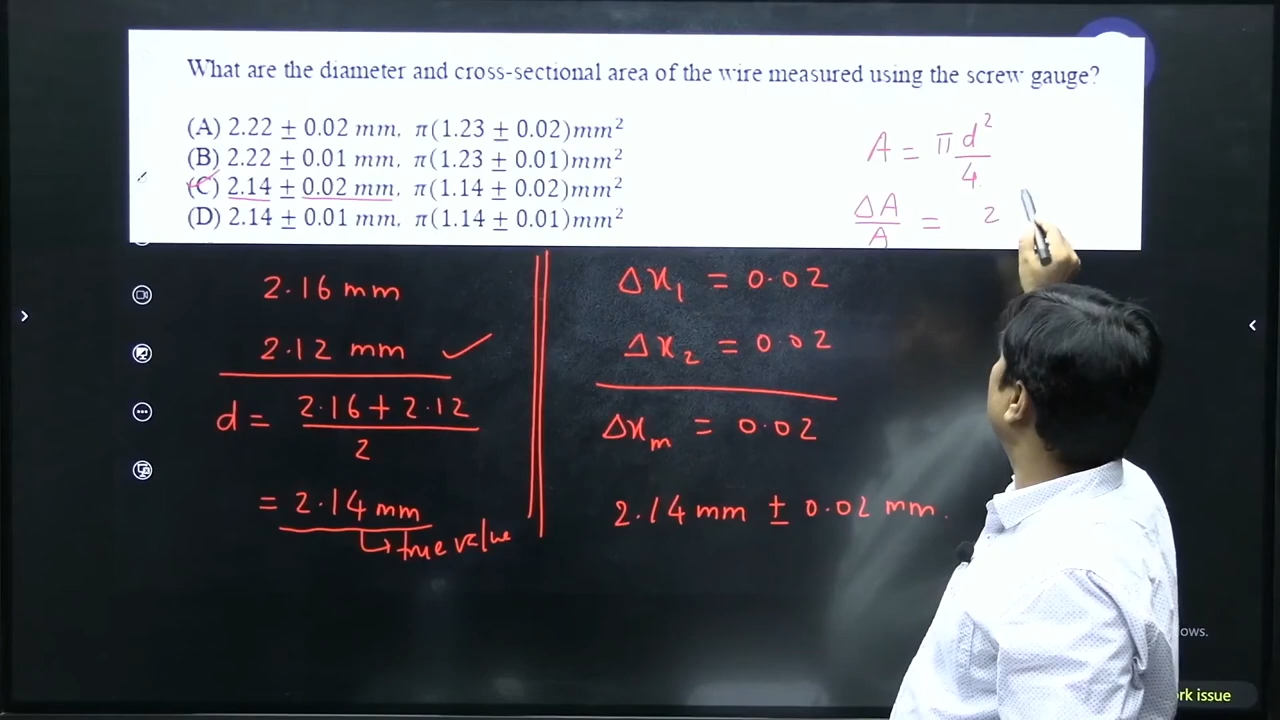 What are the diameter and cross-sectional area of the wire measured using the screw gauge?
(A) 2.22 ± 0.02 mm, π(1.23 ± 0.02)mm²
(B) 2.22 ± 0.01 mm, π(1.23 ± 0.01)mm²
(C) 2.14 ± 0.02 mm, π(1.14 ± 0.02)mm²
(D) 2.14 ± 0.01 mm, π(1.14 ± 0.01)mm²
A = π d²/4
ΔA/A = 2
2.16 mm
2.12 mm
d = 2.16 + 2.12 / 2
= 2.14 mm
true value
Δx₁ = 0.02
Δx₂ = 0.02
Δxₘ = 0.02
2.14 mm ± 0.02 mm.
ows.
rk issue